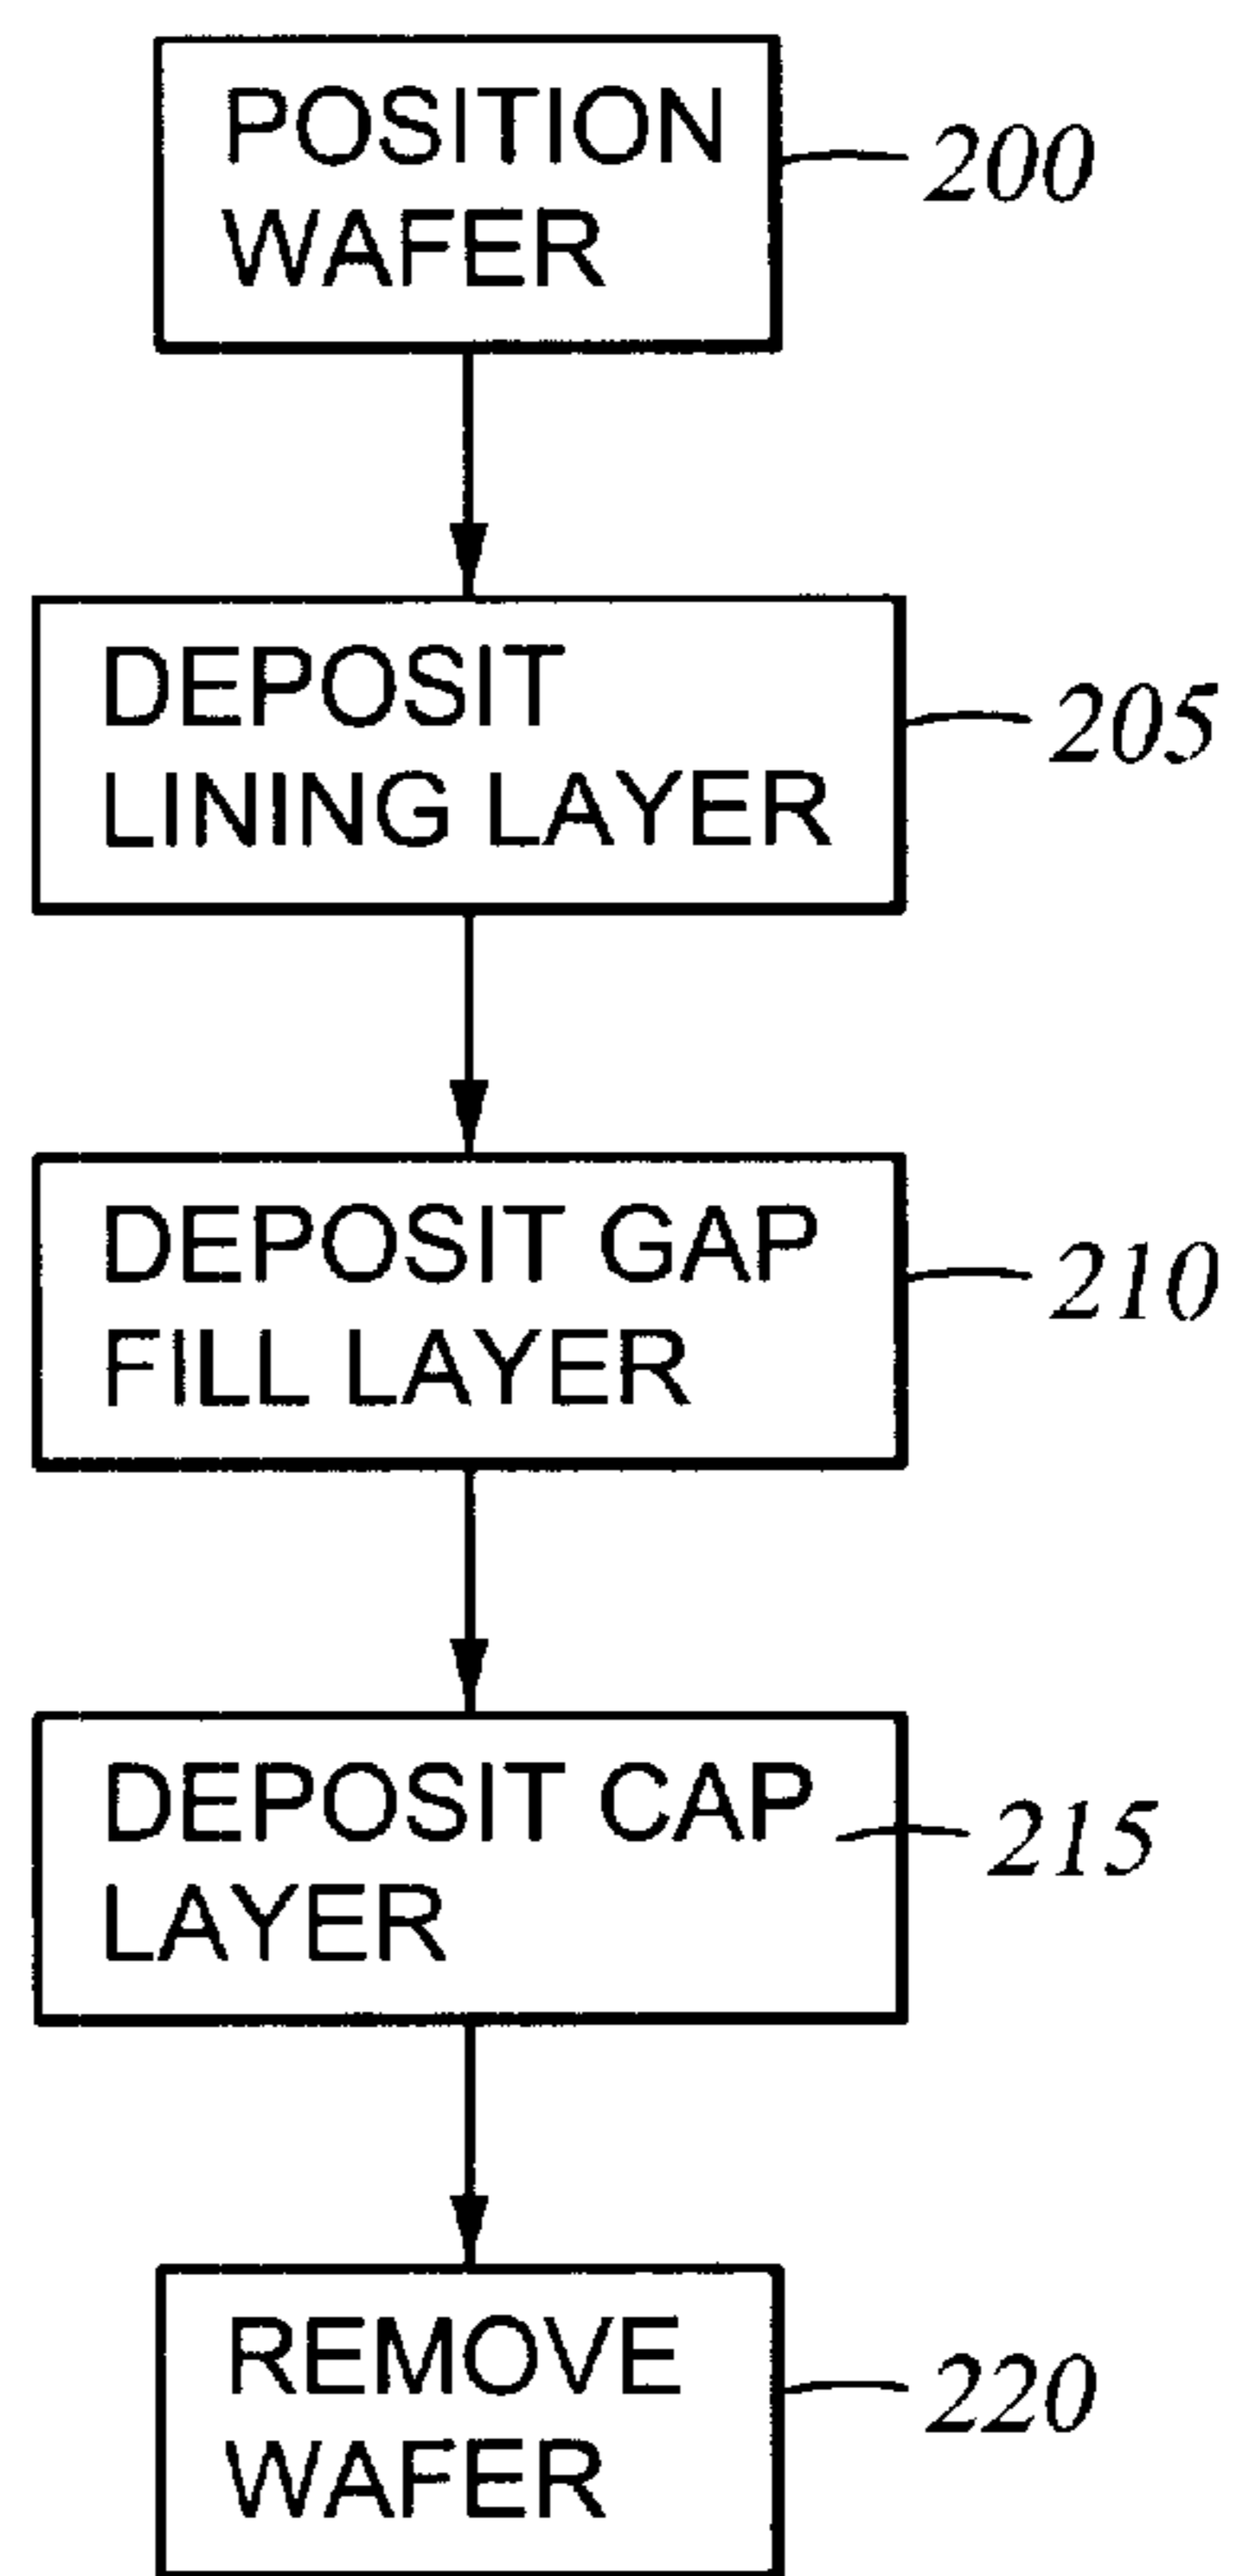 POSITION
WAFER
200
DEPOSIT
LINING LAYER
205
DEPOSIT GAP
FILL LAYER
210
DEPOSIT CAP
LAYER
215
REMOVE
WAFER
220